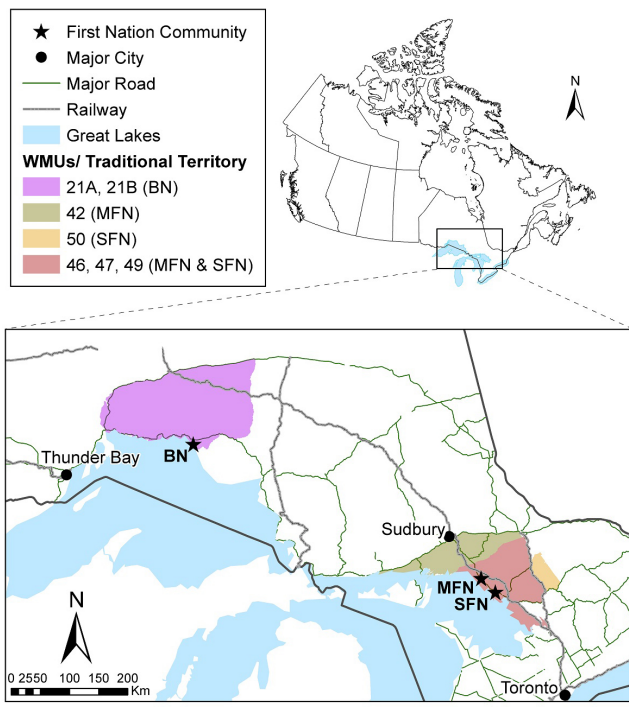 First Nation Community
Major City
Major Road
Railway
Great Lakes
WMUs/ Traditional Territory
21A, 21B (BN)
42 (MFN)
50 (SFN)
46, 47, 49 (MFN & SFN)
N
Thunder Bay
BN
Sudbury
MFN
SFN
N
0 25 50 100 150 200
Km
Toronto